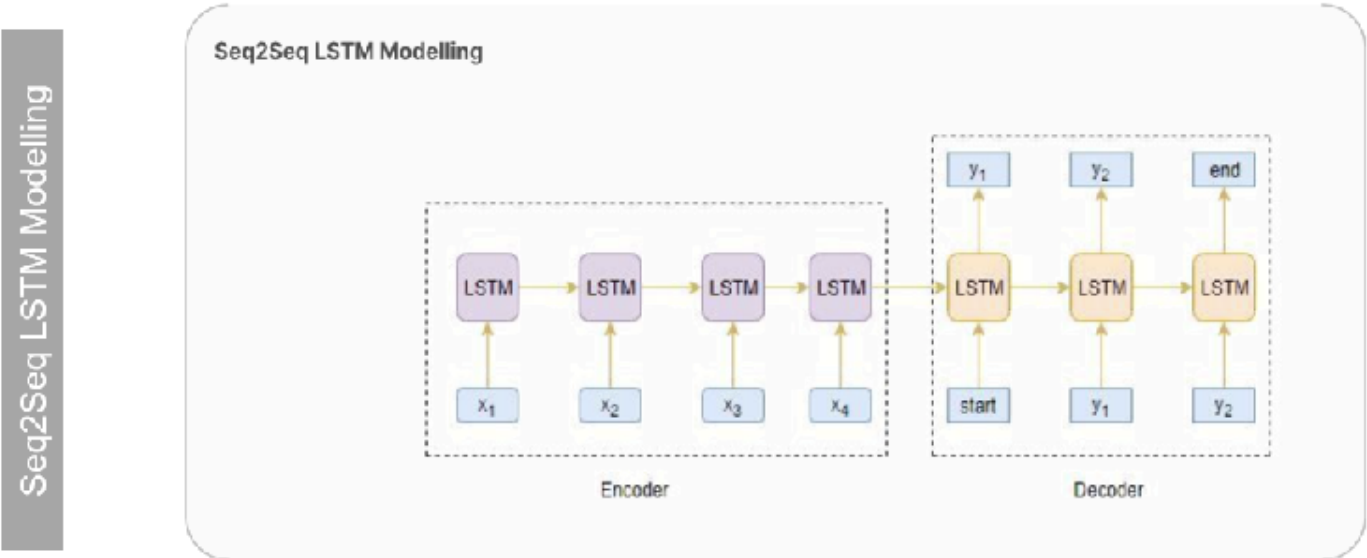 Seq2Seq LSTM Modelling
Seq2Seq LSTM Modelling
y₁ y₂ end
LSTM LSTM LSTM LSTM LSTM LSTM LSTM
x₁ x₂ x₃ x₄ start y₁ y₂
Encoder Decoder